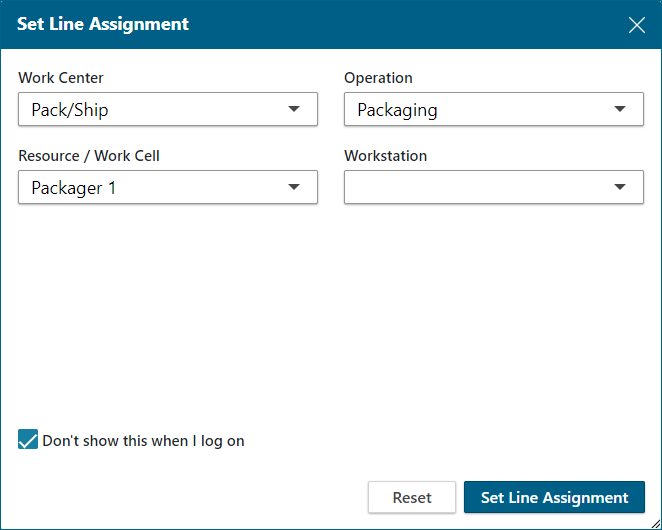 Set Line Assignment
Work Center
Operation
Pack/Ship
Packaging
Resource / Work Cell
Workstation
Packager 1
Don't show this when I log on
Reset
Set Line Assignment